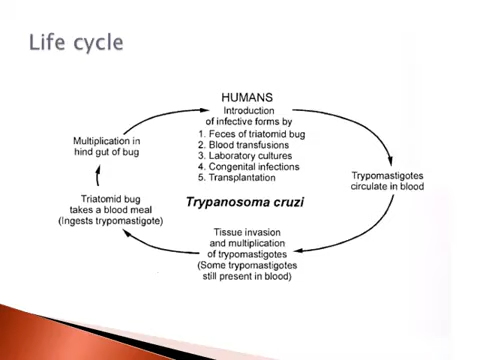 Life cycle
HUMANS
Introduction
of infective forms by
1. Feces of triatomid bug
2. Blood transfusions
3. Laboratory cultures
4. Congenital infections
5. Transplantation
Trypomastigotes
circulate in blood
Tissue invasion
and multiplication
of trypomastigotes
(Some trypomastigotes
still present in blood)
Triatomid bug
takes a blood meal
(Ingests trypomastigote)
Multiplication in
hind gut of bug
Trypanosoma cruzi